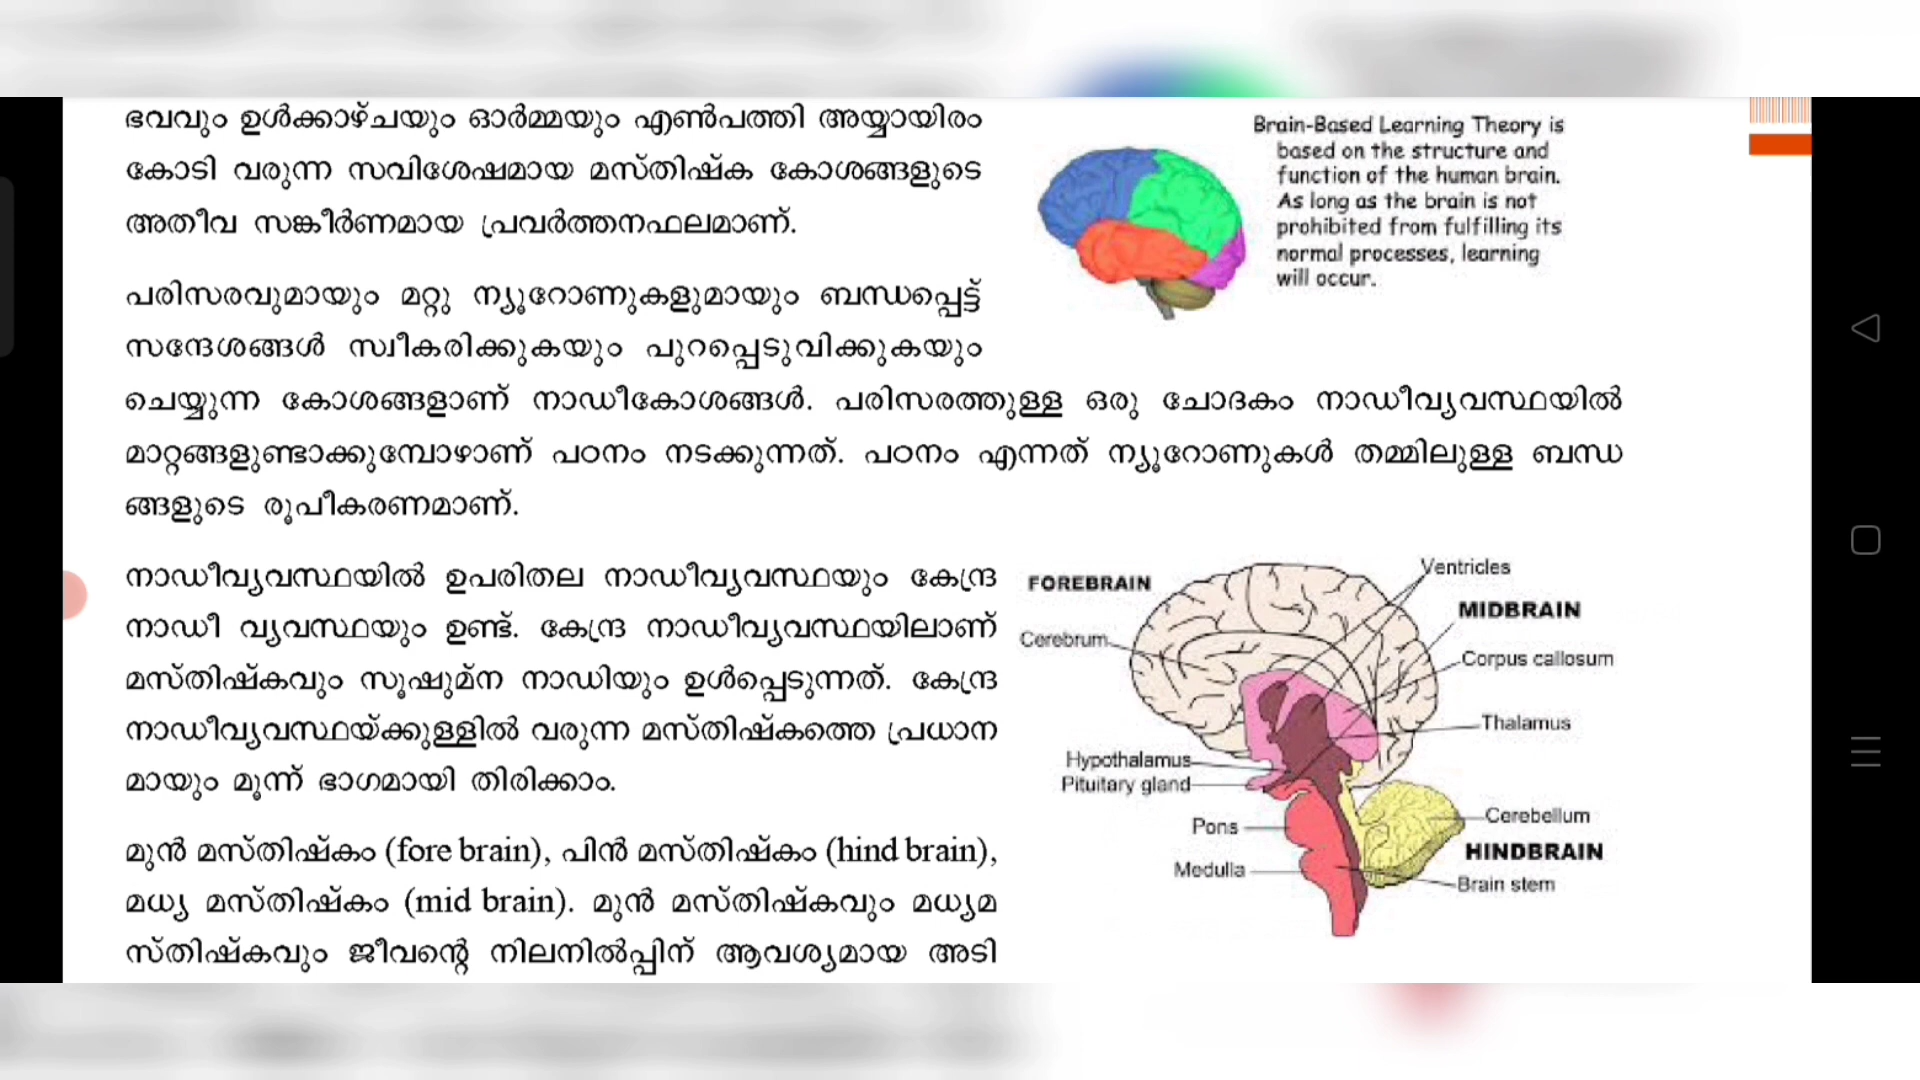 ഭവവും ഉൾക്കാഴ്ചയും ഓർമ്മയും എൺപത്തി അയ്യായിരം
കോടി വരുന്ന സവിശേഷമായ മസ്തിഷ്ക കോശങ്ങളുടെ
അതീവ സങ്കീർണമായ പ്രവർത്തനഫലമാണ്.
Brain-Based Learning Theory is
based on the structure and
function of the human brain.
As long as the brain is not
prohibited from fulfilling its
normal processes, learning
will occur.
പരിസരവുമായും മറ്റു ന്യൂറോണുകളുമായും ബന്ധപ്പെട്ട്
സന്ദേശങ്ങൾ സ്വീകരിക്കുകയും പുറപ്പെടുവിക്കുകയും
ചെയ്യുന്ന കോശങ്ങളാണ് നാഡീകോശങ്ങൾ. പരിസരത്തുള്ള ഒരു ചോദകം നാഡീവ്യവസ്ഥയിൽ
മാറ്റങ്ങളുണ്ടാക്കുമ്പോഴാണ് പഠനം നടക്കുന്നത്. പഠനം എന്നത് ന്യൂറോണുകൾ തമ്മിലുള്ള ബന്ധ
ങ്ങളുടെ രൂപീകരണമാണ്.
നാഡീവ്യവസ്ഥയിൽ ഉപരിതല നാഡീവ്യവസ്ഥയും കേന്ദ്ര
നാഡീ വ്യവസ്ഥയും ഉണ്ട്. കേന്ദ്ര നാഡീവ്യവസ്ഥയിലാണ്
മസ്തിഷ്കവും സൂഷുമ്ന നാഡിയും ഉൾപ്പെടുന്നത്. കേന്ദ്ര
നാഡീവ്യവസ്ഥയ്ക്കുള്ളിൽ വരുന്ന മസ്തിഷ്കത്തെ പ്രധാന
മായും മൂന്ന് ഭാഗമായി തിരിക്കാം.
മുൻ മസ്തിഷ്കം (fore brain), പിൻ മസ്തിഷ്കം (hind brain),
മധ്യ മസ്തിഷ്കം (mid brain). മുൻ മസ്തിഷ്കവും മധ്യമ
സ്തിഷ്കവും ജീവന്റെ നിലനിൽപ്പിന് ആവശ്യമായ അടി
Ventricles
FOREBRAIN
MIDBRAIN
Cerebrum
Corpus callosum
Thalamus
Hypothalamus
Pituitary gland
Cerebellum
Pons
HINDBRAIN
Medulla
Brain stem